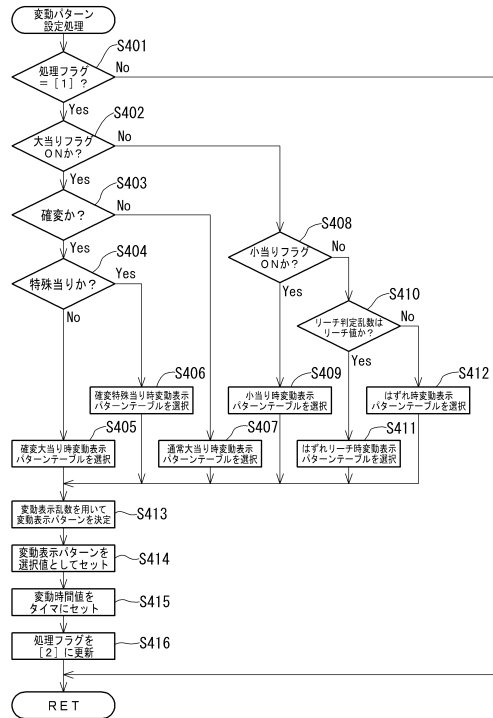 変動パターン
設定処理
S401
処理フラグ
=[1]?
No
Yes
S402
大当りフラグ
ONか?
No
Yes
S403
確変か?
No
Yes
S404
特殊当りか?
Yes
No
S408
小当りフラグ
ONか?
No
Yes
S410
リーチ判定乱数は
リーチ値か?
No
Yes
S406
確変特殊当り時変動表示
パターンテーブルを選択
S409
小当り時変動表示
パターンテーブルを選択
S412
はずれ時変動表示
パターンテーブルを選択
S405
確変大当り時変動表示
パターンテーブルを選択
S407
通常大当り時変動表示
パターンテーブルを選択
S411
はずれリーチ時変動表示
パターンテーブルを選択
変動表示乱数を用いて
変動表示パターンを決定
S413
変動表示パターンを
選択値としてセット
S414
変動時間値を
タイマにセット
S415
処理フラグを
[2]に更新
S416
RET